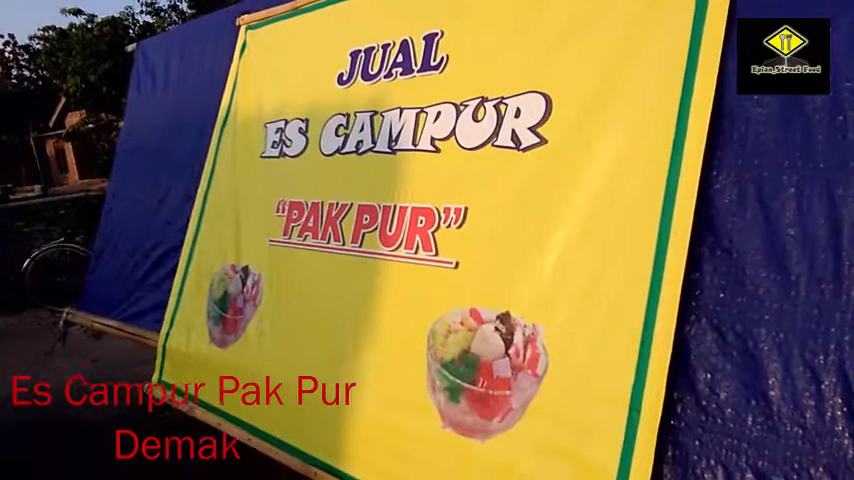 JUAL
ES CAMPUR
"PAK PUR"
Es Campur Pak Pur
Demak